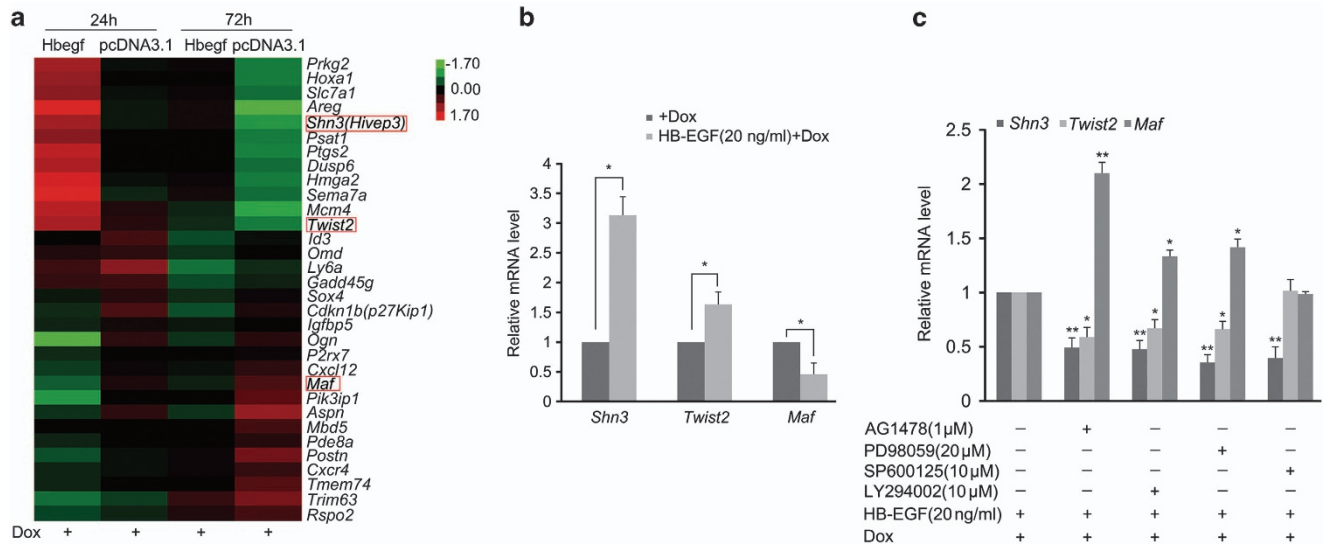 a
24h 72h
Hbegf pcDNA3.1 Hbegf pcDNA3.1
Prkg2
Hoxa1
Slc7a1
Areg
Shn3(Hivep3)
Psat1
Ptgs2
Dusp6
Hmga2
Sema7a
Mcm4
Twist2
Id3
Omd
Ly6a
Gadd45g
Sox4
Cdkn1b(p27Kip1)
Igfbp5
Ogn
P2rx7
Cxcl12
Maf
Pik3ip1
Aspn
Mbd5
Pde8a
Postn
Cxcr4
Tmem74
Trim63
Rspo2
Dox + + + +
-1.70
0.00
1.70
b
+Dox
HB-EGF(20 ng/ml)+Dox
Relative mRNA level
4
3.5
3
2.5
2
1.5
1
0.5
0
* * *
Shn3 Twist2 Maf
c
Shn3 Twist2 Maf
Relative mRNA level
2.5
2
1.5
1
0.5
0
** * **
** * *
** * *
**
AG1478(1μM) – + – – –
PD98059(20μM) – – – + –
SP600125(10μM) – – – – +
LY294002(10μM) – – + – –
HB-EGF(20ng/ml) + + + + +
Dox + + + + +